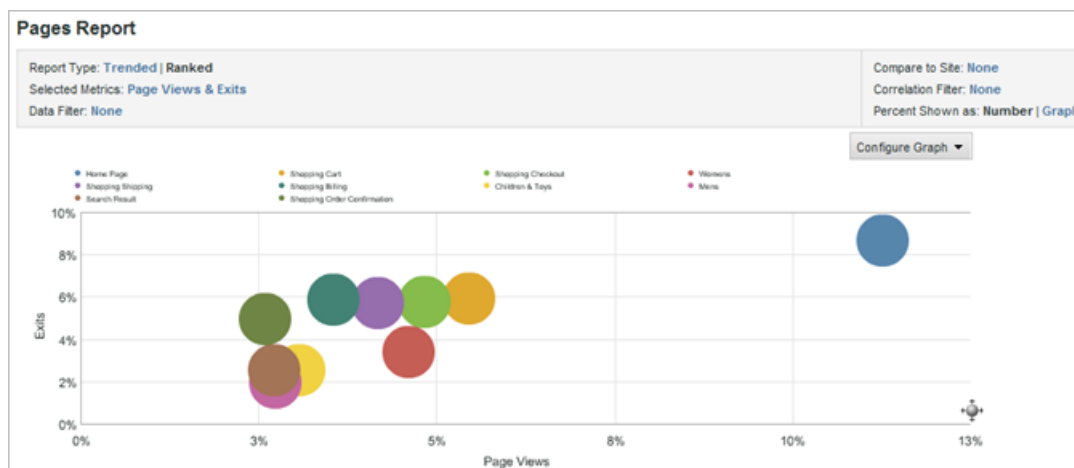 Pages Report
Report Type: Trended | Ranked
Selected Metrics: Page Views & Exits
Data Filter: None
Compare to Site: None
Correlation Filter: None
Percent Shown as: Number | Grap
Configure Graph
Home Page
Shopping Cart
Shopping Checkout
Womens
Shopping Shipping
Shopping Billing
Children & Toys
Mens
Search Result
Shopping Order Confirmation
10%
8%
6%
4%
2%
0%
Exits
0% 3% 5% 8% 10% 13%
Page Views